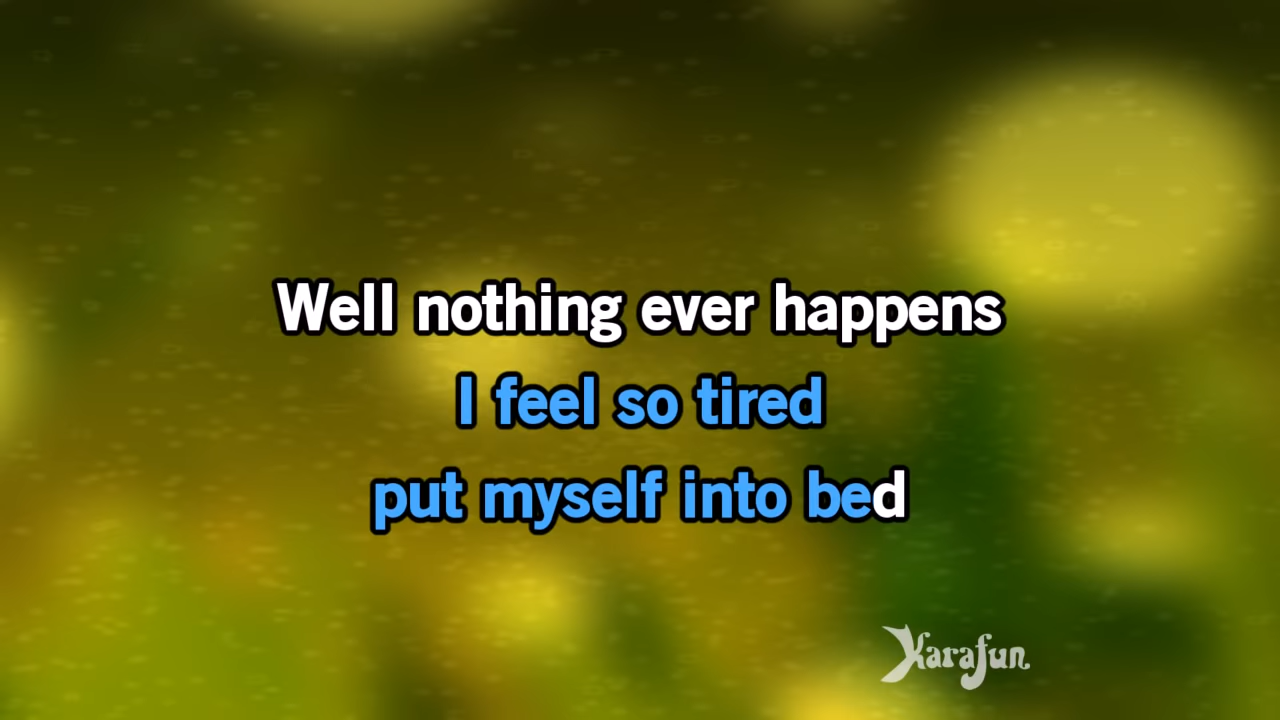 Well nothing ever happens
I feel so tired
put myself into bed
Karafun